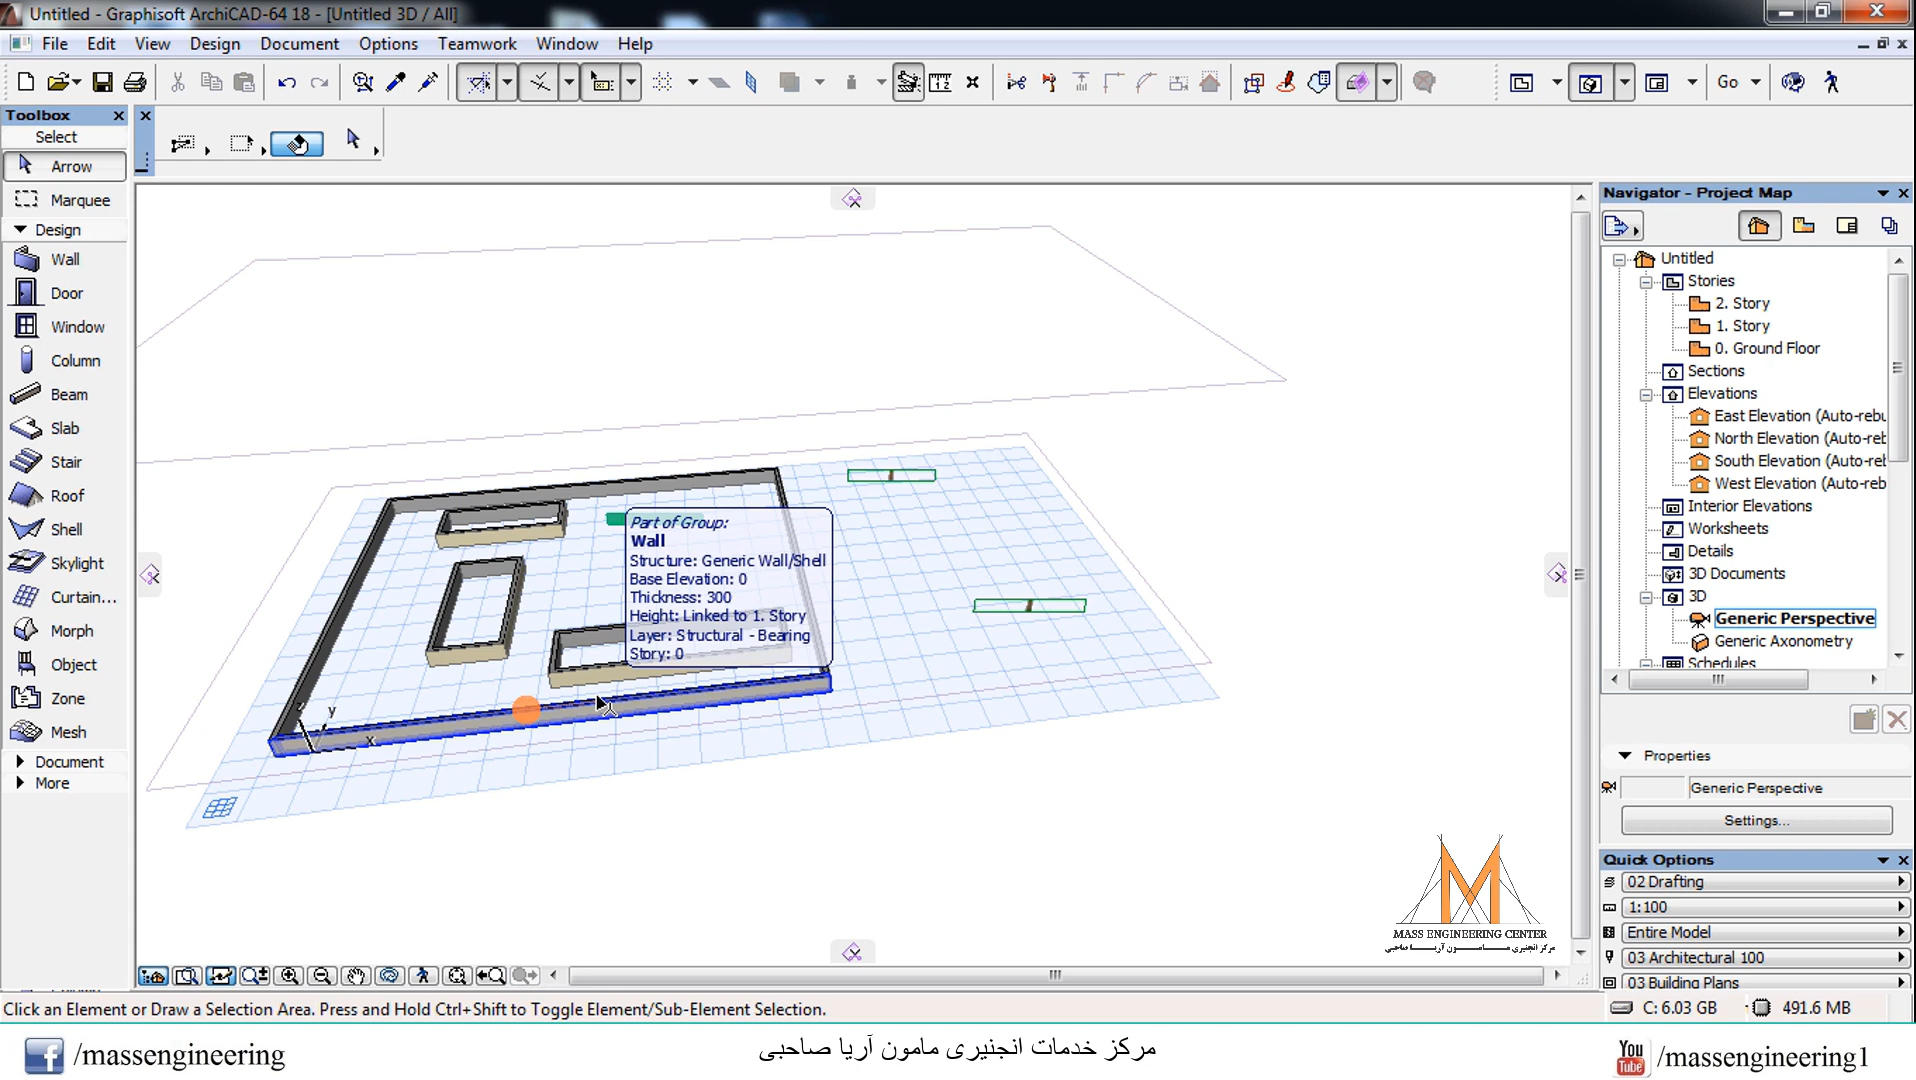 Untitled - Graphisoft ArchiCAD-64 18 - [Untitled 3D / All]
File Edit View Design Document Options Teamwork Window Help
Go
Toolbox
Select
Arrow
Marquee
Design
Wall
Door
Window
Column
Beam
Slab
Stair
Roof
Shell
Skylight
Curtain...
Morph
Object
Zone
Mesh
Document
More
Part of Group:
Wall
Structure: Generic Wall/Shell
Base Elevation: 0
Thickness: 300
Height: Linked to 1. Story
Layer: Structural - Bearing
Story: 0
z
y
x
Navigator - Project Map
Untitled
Stories
2. Story
1. Story
0. Ground Floor
Sections
Elevations
East Elevation (Auto-rebu
North Elevation (Auto-reb
South Elevation (Auto-reb
West Elevation (Auto-reb
Interior Elevations
Worksheets
Details
3D Documents
3D
Generic Perspective
Generic Axonometry
Schedules
Properties
Generic Perspective
Settings...
Quick Options
02 Drafting
1:100
Entire Model
03 Architectural 100
03 Building Plans
MASS ENGINEERING CENTER
Click an Element or Draw a Selection Area. Press and Hold Ctrl+Shift to Toggle Element/Sub-Element Selection.
C: 6.03 GB
491.6 MB
f /massengineering
مرکز خدمات انجنیری مامون آریا صاحبی
You Tube /massengineering1